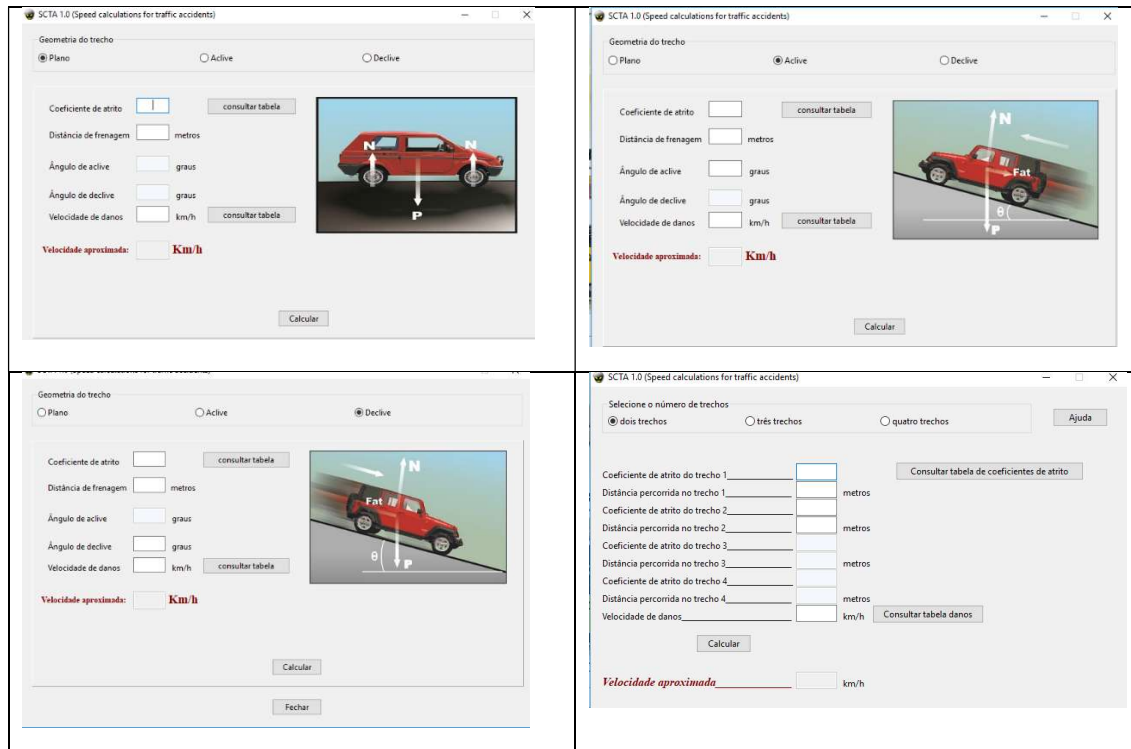 SCTA 1.0 (Speed calculations for traffic accidents)
Geometria do trecho
Plano Aclive Declive
Coeficiente de atrito consultar tabela
Distância de frenagem metros
Ângulo de aclive graus
Ângulo de declive graus
Velocidade de danos km/h consultar tabela
Velocidade aproximada: Km/h
N N
P
Calcular
SCTA 1.0 (Speed calculations for traffic accidents)
Geometria do trecho
Plano Aclive Declive
Coeficiente de atrito consultar tabela
Distância de frenagem metros
Ângulo de aclive graus
Ângulo de declive graus
Velocidade de danos km/h consultar tabela
Velocidade aproximada: Km/h
N
Fat
θ
P
Calcular
Geometria do trecho
Plano Aclive Declive
Coeficiente de atrito consultar tabela
Distância de frenagem metros
Ângulo de aclive graus
Ângulo de declive graus
Velocidade de danos km/h consultar tabela
Velocidade aproximada: Km/h
N
Fat
θ
P
Calcular
Fechar
SCTA 1.0 (Speed calculations for traffic accidents)
Selecione o número de trechos
dois trechos três trechos quatro trechos Ajuda
Coeficiente de atrito do trecho 1 Consultar tabela de coeficientes de atrito
Distância percorrida no trecho 1 metros
Coeficiente de atrito do trecho 2
Distância percorrida no trecho 2 metros
Coeficiente de atrito do trecho 3
Distância percorrida no trecho 3 metros
Coeficiente de atrito do trecho 4
Distância percorrida no trecho 4 metros
Velocidade de danos km/h Consultar tabela danos
Calcular
Velocidade aproximada km/h